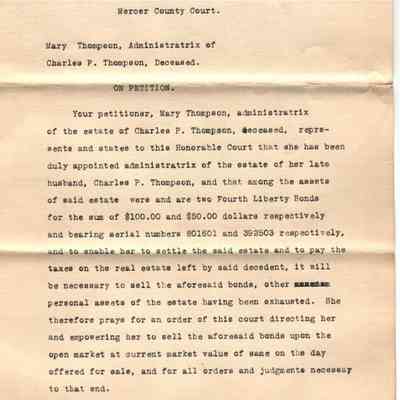 Mercer County Court.
Mary Thompson, Administratrix of
Charles P. Thompson, Deceased.
ON PETITION.
Your petitioner, Mary Thompson, administratrix
of the estate of Charles P. Thompson, deceased, repre-
sents and states to this Honorable Court that she has been
duly appointed administratrix of the estate of her late
husband, Charles P. Thompson, and that among the assets
of said estate were and are two Fourth Liberty Bonds
for the sum of $100.00 and $50.00 dollars respectively
and bearing serial numbers 801601 and 392503 respectively,
and to enable her to settle the said estate and to pay the
taxes on the real estate left by said decedent, it will
be necessary to sell the aforesaid bonds, other
personal assets of the estate having been exhausted. She
therefore prays for an order of this court directing her
and empowering her to sell the aforesaid bonds upon the
open market at current market value of same on the day
offered for sale, and for all orders and judgments necessay
to that end.